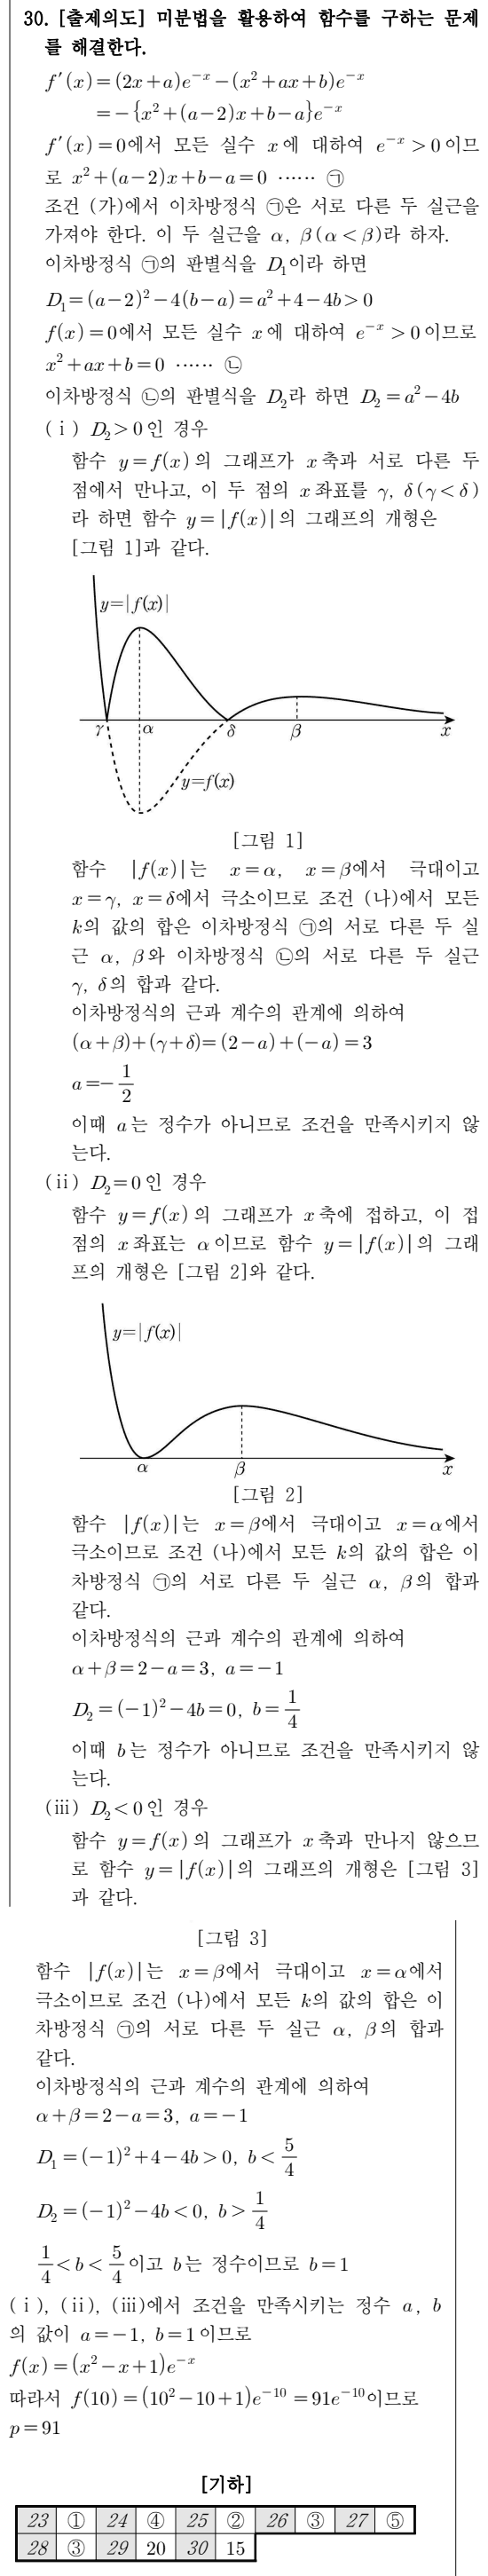 30. [출제의도] 미분법을 활용하여 함수를 구하는 문제
를 해결한다.
f′(x)=(2x+a)e^{-x}-(x²+ax+b)e^{-x}
=-{x²+(a-2)x+b-a}e^{-x}
f′(x)=0에서 모든 실수 x에 대하여 e^{-x}>0이므
로 x²+(a-2)x+b-a=0 ⋯⋯ ㉠
조건 (가)에서 이차방정식 ㉠은 서로 다른 두 실근을
가져야 한다. 이 두 실근을 α, β(α<β)라 하자.
이차방정식 ㉠의 판별식을 D₁이라 하면
D₁=(a-2)²-4(b-a)=a²+4-4b>0
f(x)=0에서 모든 실수 x에 대하여 e^{-x}>0이므로
x²+ax+b=0 ⋯⋯ ㉡
이차방정식 ㉡의 판별식을 D₂라 하면 D₂=a²-4b
(ⅰ) D₂>0인 경우
함수 y=f(x)의 그래프가 x축과 서로 다른 두
점에서 만나고, 이 두 점의 x좌표를 γ, δ(γ<δ)
라 하면 함수 y=|f(x)|의 그래프의 개형은
[그림 1]과 같다.
y=|f(x)|
γ α δ β x
y=f(x)
[그림 1]
함수 |f(x)|는 x=α, x=β에서 극대이고
x=γ, x=δ에서 극소이므로 조건 (나)에서 모든
k의 값의 합은 이차방정식 ㉠의 서로 다른 두 실
근 α, β와 이차방정식 ㉡의 서로 다른 두 실근
γ, δ의 합과 같다.
이차방정식의 근과 계수의 관계에 의하여
(α+β)+(γ+δ)=(2-a)+(-a)=3
a=-1/2
이때 a는 정수가 아니므로 조건을 만족시키지 않
는다.
(ⅱ) D₂=0인 경우
함수 y=f(x)의 그래프가 x축에 접하고, 이 접
점의 x좌표는 α이므로 함수 y=|f(x)|의 그래
프의 개형은 [그림 2]와 같다.
y=|f(x)|
α β x
[그림 2]
함수 |f(x)|는 x=β에서 극대이고 x=α에서
극소이므로 조건 (나)에서 모든 k의 값의 합은 이
차방정식 ㉠의 서로 다른 두 실근 α, β의 합과
같다.
이차방정식의 근과 계수의 관계에 의하여
α+β=2-a=3, a=-1
D₂=(-1)²-4b=0, b=1/4
이때 b는 정수가 아니므로 조건을 만족시키지 않
는다.
(ⅲ) D₂<0인 경우
함수 y=f(x)의 그래프가 x축과 만나지 않으므
로 함수 y=|f(x)|의 그래프의 개형은 [그림 3]
과 같다.
[그림 3]
함수 |f(x)|는 x=β에서 극대이고 x=α에서
극소이므로 조건 (나)에서 모든 k의 값의 합은 이
차방정식 ㉠의 서로 다른 두 실근 α, β의 합과
같다.
이차방정식의 근과 계수의 관계에 의하여
α+β=2-a=3, a=-1
D₁=(-1)²+4-4b>0, b<5/4
D₂=(-1)²-4b<0, b>1/4
1/4<b<5/4이고 b는 정수이므로 b=1
(ⅰ), (ⅱ), (ⅲ)에서 조건을 만족시키는 정수 a, b
의 값이 a=-1, b=1이므로
f(x)=(x²-x+1)e^{-x}
따라서 f(10)=(10²-10+1)e^{-10}=91e^{-10}이므로
p=91
[기하]
23 ① 24 ④ 25 ② 26 ③ 27 ⑤
28 ③ 29 20 30 15